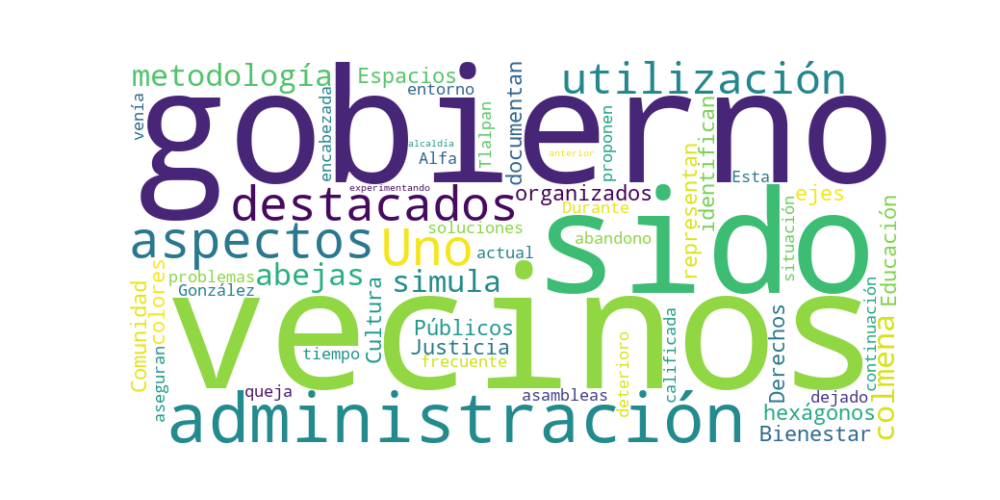 metodología
Espacios
entorno
utilización
venía
encabezadas
gobierno
alcaldía
Alfa
Tlalpan
documentan
anterior
proponen
identifican
experimentando
Esta
destacados
organizados
representan
ejes
Durante
sido
aspectos
Uno
soluciones
actual
abandono
situación
Educación
problemas
abejas
González
simula
Comunidad
colores
vecinos
Cultura
Públicos
Justicia
tiempo
frecuente
calificada
Derechos
continuación
colmena
aseguran
queja
asambleas
deterioro
dejado
administración
hexágonos
Bienestar